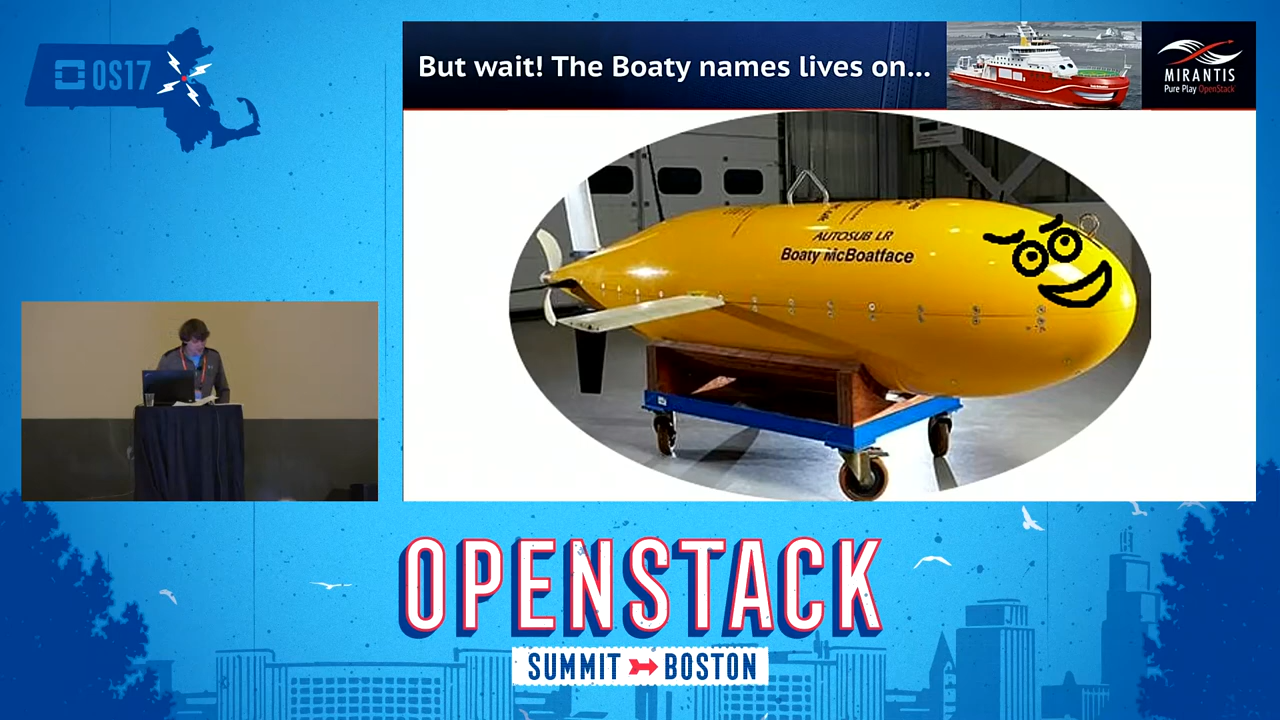 OS17
But wait! The Boaty names lives on...
MIRANTIS
Pure Play OpenStack
AUTOSUB LR
Boaty McBoatface
OPENSTACK
SUMMIT BOSTON